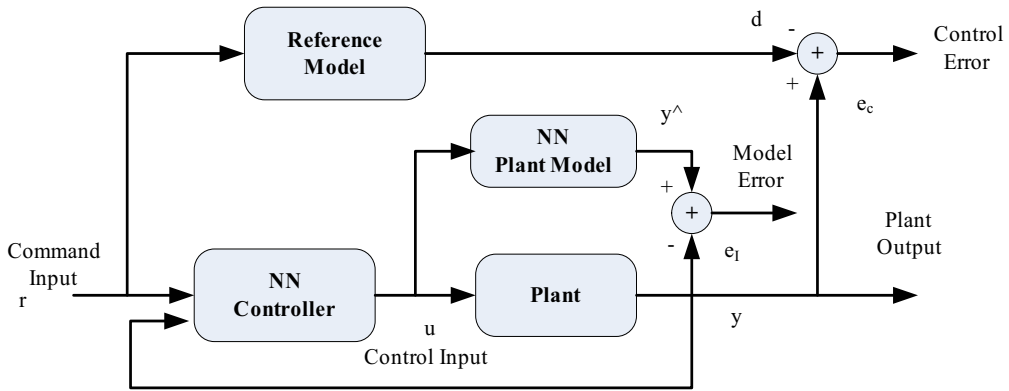 d
-
Reference
Model
+
Control
Error
+
e_c
y^
NN
Plant Model
Model
Error
+
+
-
e_I
Plant
Output
Command
Input
r
NN
Controller
Plant
u
Control Input
y